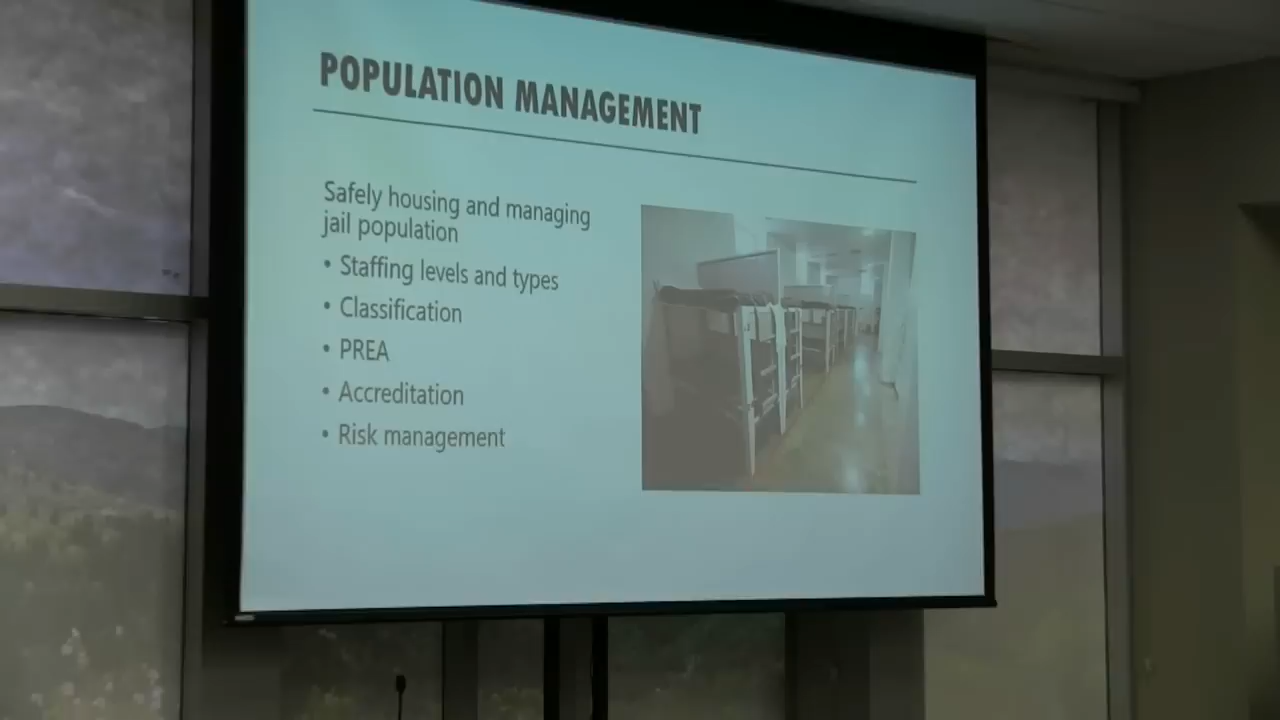 POPULATION MANAGEMENT
Safely housing and managing
jail population
• Staffing levels and types
• Classification
• PREA
• Accreditation
• Risk management